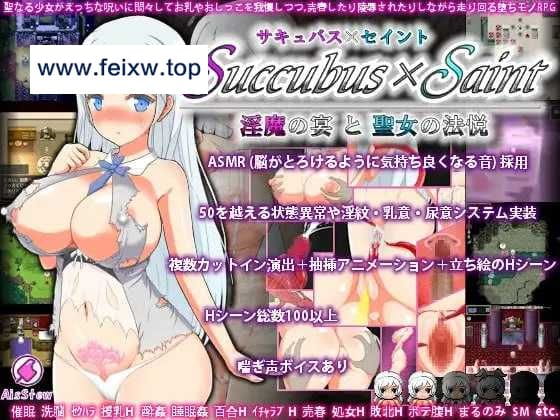 聖なる少女がえっちな呪いに悶々してお乳やおしっこを我慢しつつ,売春したり陵辱されたりしながら走り回る堕ちモノRPG
www.feixw.top
サキュバス×セイント
Succubus×Saint
淫魔の宴 と 聖女の法悦
ASMR (脳がとろけるように気持ち良くなる音) 採用
50を越える状態異常や淫紋・乳意・尿意システム実装
複数カットイン演出+抽挿アニメーション+立ち絵のHシーン
Hシーン総数100以上
喘ぎ声ボイスあり
AisStew
催眠 洗脳 ｾｸﾊﾗ 授乳H 睡眠姦 百合H ｲﾁｬﾗﾌﾞH 売春 処女H 敗北H ボテ腹H まるのみ SM etc